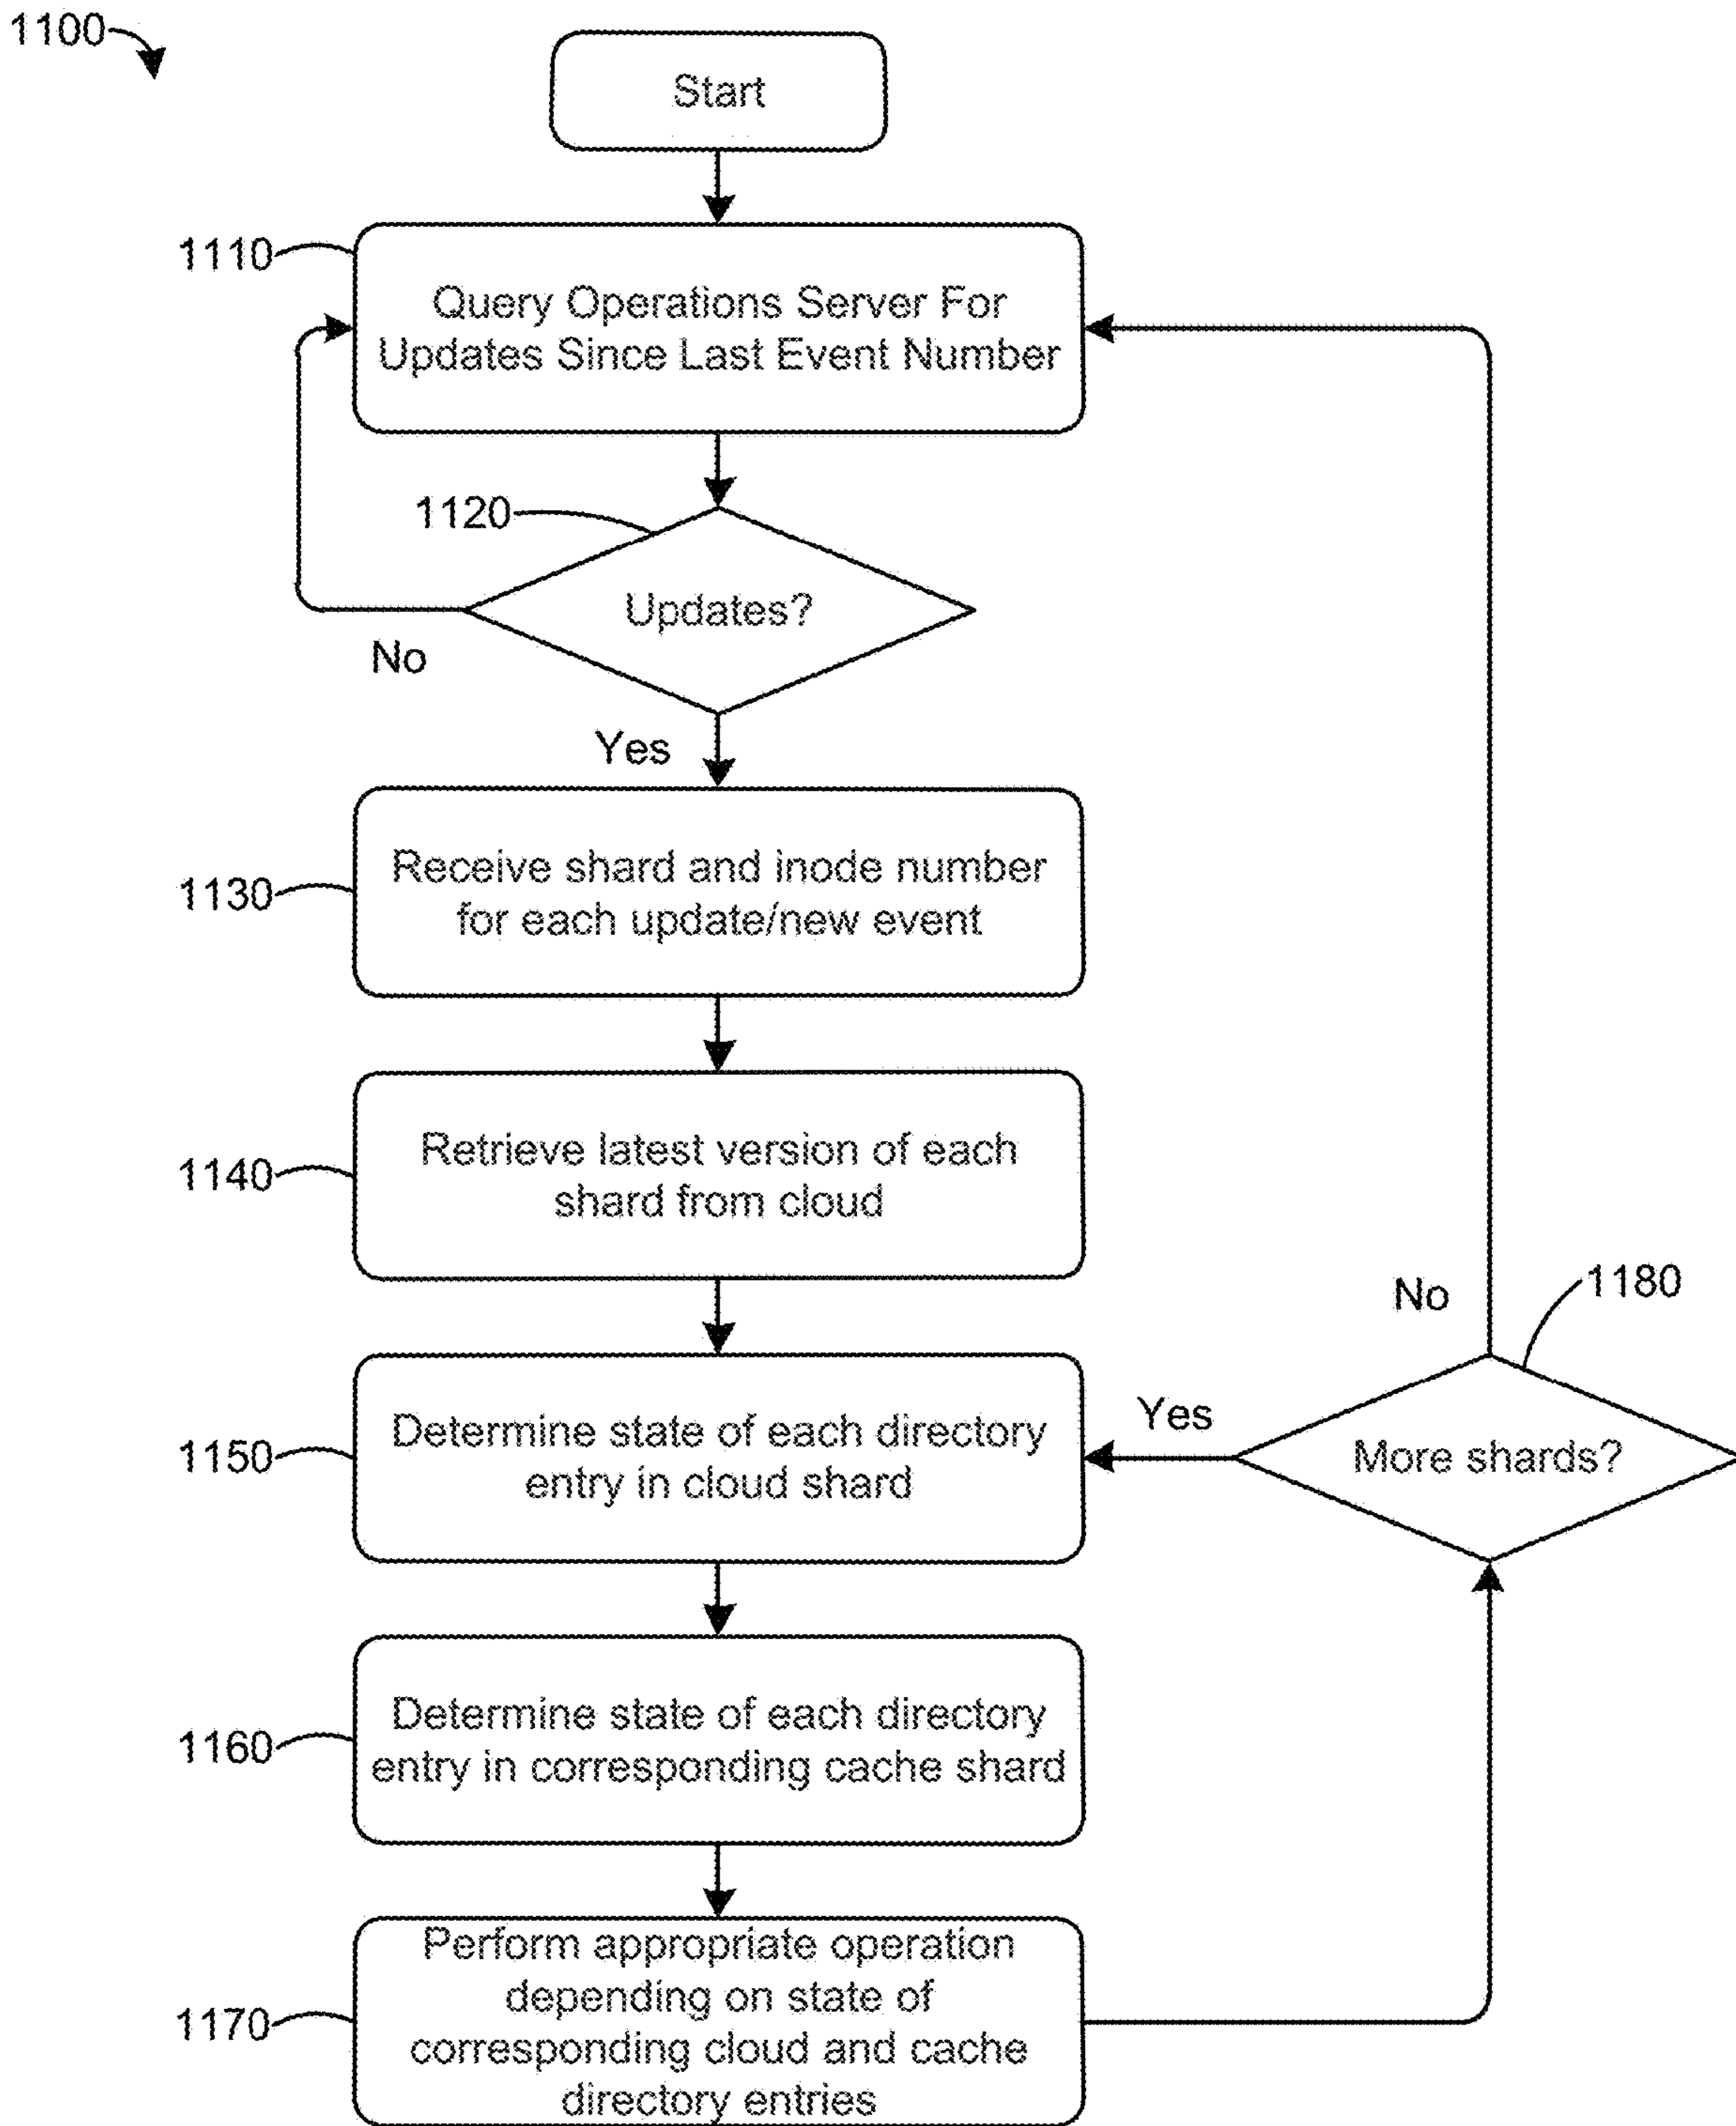 1100
Start
1110
Query Operations Server For
Updates Since Last Event Number
1120
Updates?
No
Yes
1130
Receive shard and inode number
for each update/new event
1140
Retrieve latest version of each
shard from cloud
No
1180
1150
Determine state of each directory
entry in cloud shard
Yes
More shards?
1160
Determine state of each directory
entry in corresponding cache shard
1170
Perform appropriate operation
depending on state of
corresponding cloud and cache
directory entries